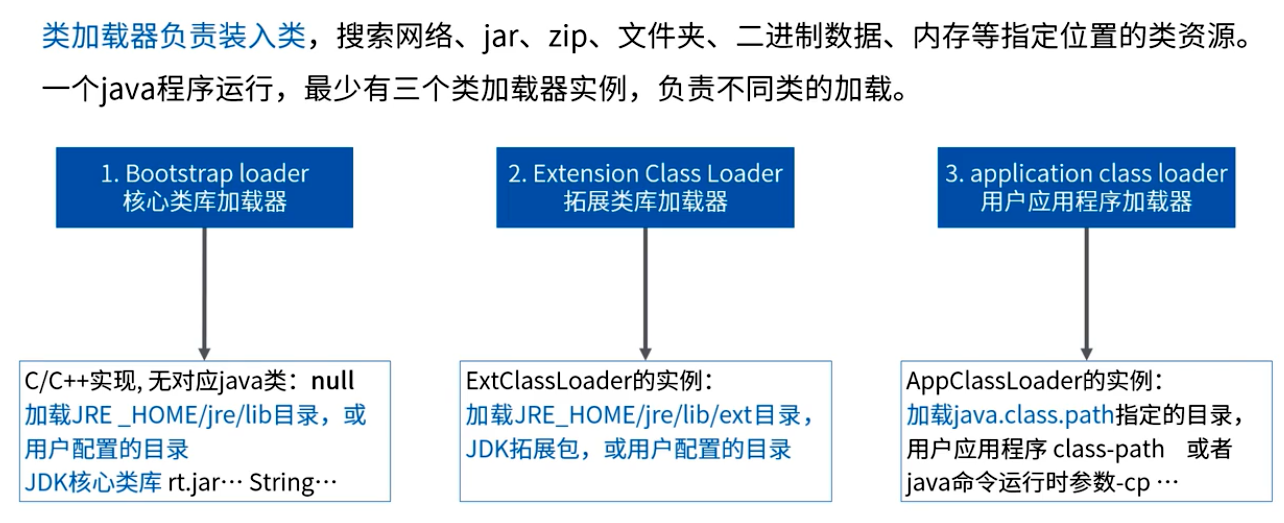 类加载器负责装入类，搜索网络、jar、zip、文件夹、二进制数据、内存等指定位置的类资源。
一个java程序运行，最少有三个类加载器实例，负责不同类的加载。
1. Bootstrap loader
核心类库加载器
2. Extension Class Loader
拓展类库加载器
3. application class loader
用户应用程序加载器
C/C++实现, 无对应java类：null
加载JRE _HOME/jre/lib目录，或
用户配置的目录
JDK核心类库 rt.jar… String…
ExtClassLoader的实例：
加载JRE_HOME/jre/lib/ext目录，
JDK拓展包，或用户配置的目录
AppClassLoader的实例：
加载java.class.path指定的目录，
用户应用程序 class-path 或者
java命令运行时参数-cp …